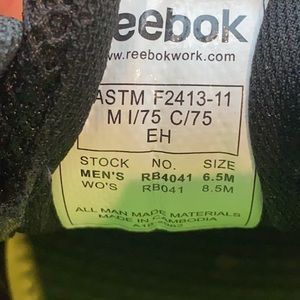 Reebok
www.reebokwork.com
ASTM F2413-11
M I/75 C/75
EH
STOCK NO. SIZE
MEN'S RB4041 6.5M
WO'S RB041 8.5M
ALL MAN MADE MATERIALS
MADE IN CAMBODIA